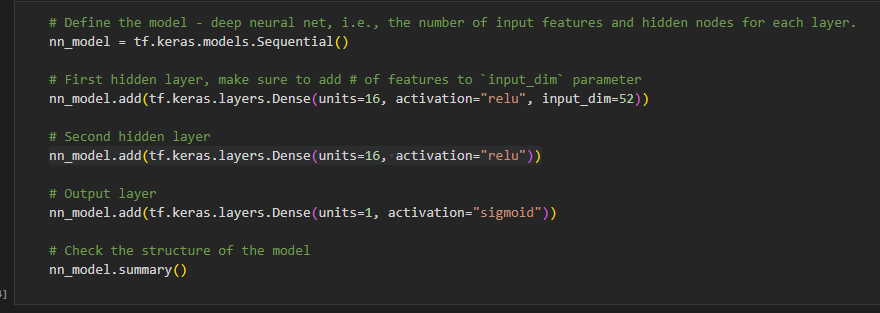 # Define the model - deep neural net, i.e., the number of input features and hidden nodes for each layer.
nn_model = tf.keras.models.Sequential()
# First hidden layer, make sure to add # of features to `input_dim` parameter
nn_model.add(tf.keras.layers.Dense(units=16, activation="relu", input_dim=52))
# Second hidden layer
nn_model.add(tf.keras.layers.Dense(units=16, activation="relu"))
# Output layer
nn_model.add(tf.keras.layers.Dense(units=1, activation="sigmoid"))
# Check the structure of the model
nn_model.summary()